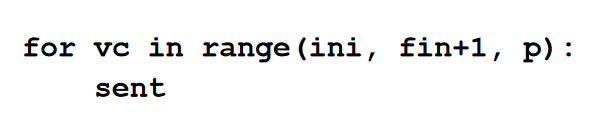 for vc in range(ini, fin+1, p):
    sent